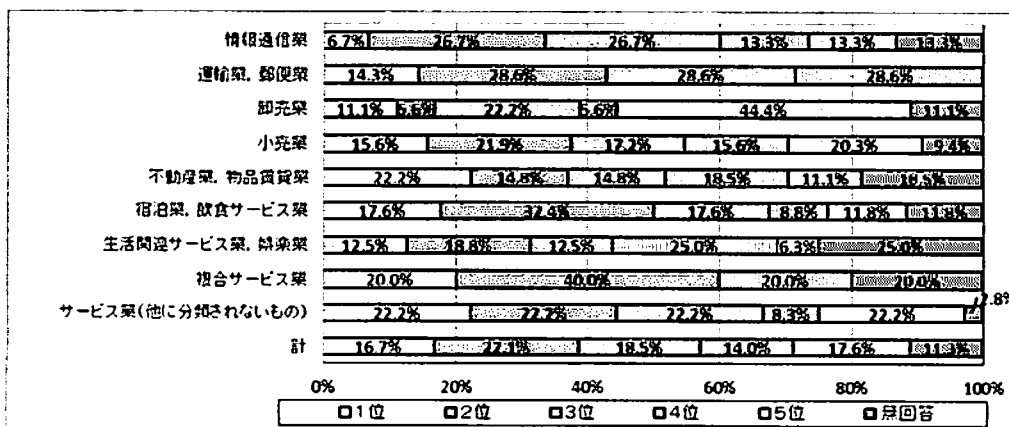 情報通信業 6.7% 26.7% 26.7% 13.3% 13.3% 13.3%
運輸業，郵便業 14.3% 28.6% 28.6% 28.6%
卸売業 11.1% 5.6% 22.2% 5.6% 44.4% 11.1%
小売業 15.6% 21.9% 17.2% 15.6% 20.3% 9.4%
不動産業，物品賃貸業 22.2% 14.8% 14.8% 18.5% 11.1% 18.5%
宿泊業，飲食サービス業 17.6% 32.4% 17.6% 8.8% 11.8% 11.8%
生活関連サービス業，娯楽業 12.5% 18.8% 12.5% 25.0% 6.3% 25.0%
複合サービス業 20.0% 40.0% 20.0% 20.0%
サービス業（他に分類されないもの） 22.2% 22.2% 22.2% 8.3% 22.2% 2.8%
計 16.7% 22.1% 18.5% 14.0% 17.6% 11.3%
0% 20% 40% 60% 80% 100%
□1位 □2位 □3位 □4位 □5位 □無回答